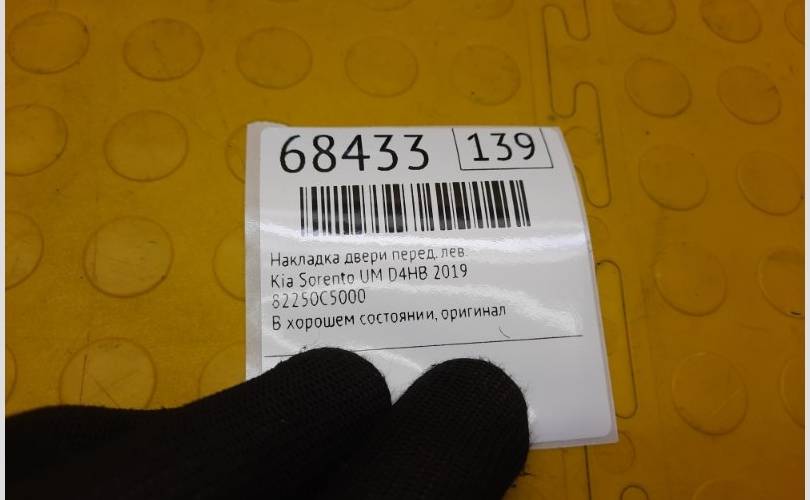 68433 139
Накладка двери перед. лев.
Kia Sorento UM D4HB 2019
82250C5000
В хорошем состоянии, оригинал